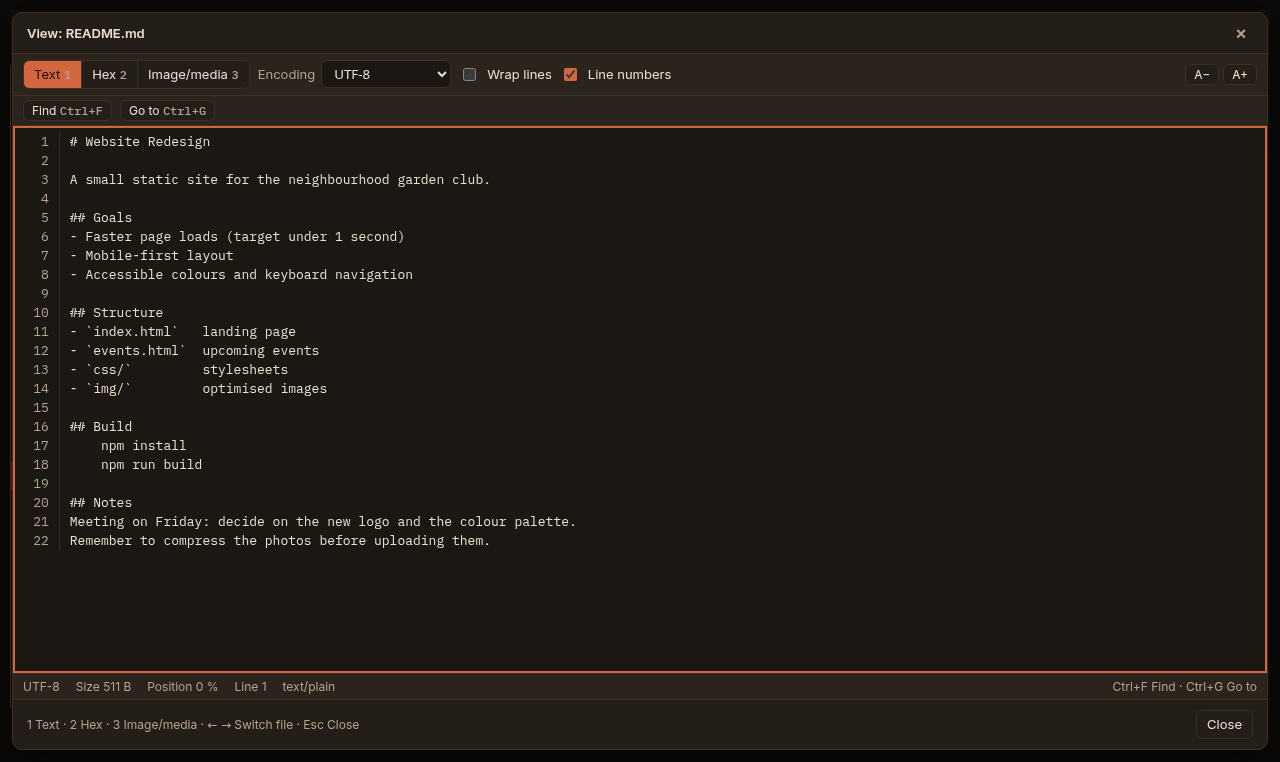 View: README.md
×
Text 1 Hex 2 Image/media 3 Encoding UTF-8 Wrap lines Line numbers A− A+
Find Ctrl+F Go to Ctrl+G
1 # Website Redesign
2
3 A small static site for the neighbourhood garden club.
4
5 ## Goals
6 - Faster page loads (target under 1 second)
7 - Mobile-first layout
8 - Accessible colours and keyboard navigation
9
10 ## Structure
11 - `index.html`   landing page
12 - `events.html`  upcoming events
13 - `css/`         stylesheets
14 - `img/`         optimised images
15
16 ## Build
17     npm install
18     npm run build
19
20 ## Notes
21 Meeting on Friday: decide on the new logo and the colour palette.
22 Remember to compress the photos before uploading them.
UTF-8 Size 511 B Position 0 % Line 1 text/plain Ctrl+F Find · Ctrl+G Go to
1 Text · 2 Hex · 3 Image/media · ← → Switch file · Esc Close Close